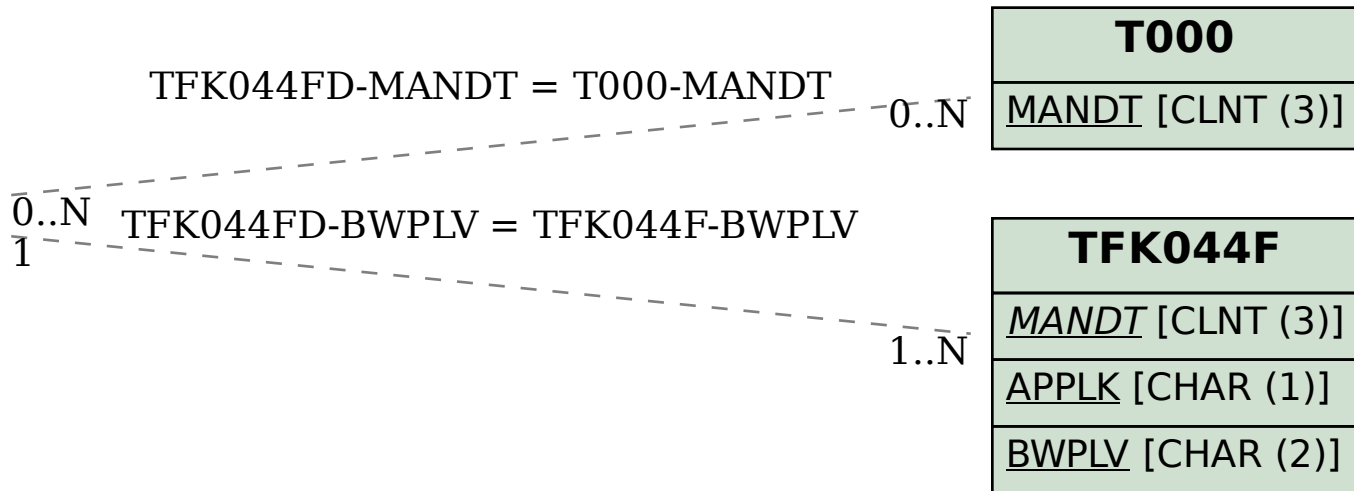 T000
TFK044FD-MANDT = T000-MANDT
0..N
MANDT [CLNT (3)]
0..N
TFK044FD-BWPLV = TFK044F-BWPLV
1
TFK044F
MANDT [CLNT (3)]
1..N
APPLK [CHAR (1)]
BWPLV [CHAR (2)]